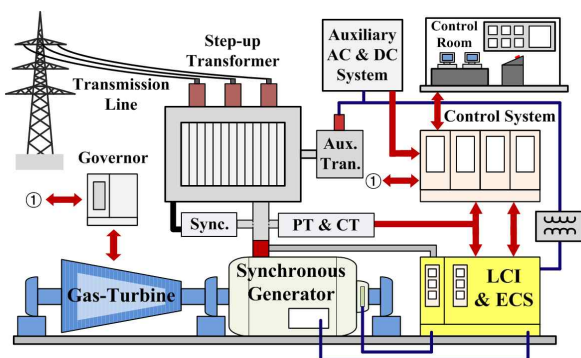 Step-up
Transformer
Transmission
Line
Auxiliary
AC & DC
System
Control
Room
Control System
Aux.
Tran.
Governor
①
①
Sync.
PT & CT
Gas-Turbine
Synchronous
Generator
LCI
& ECS